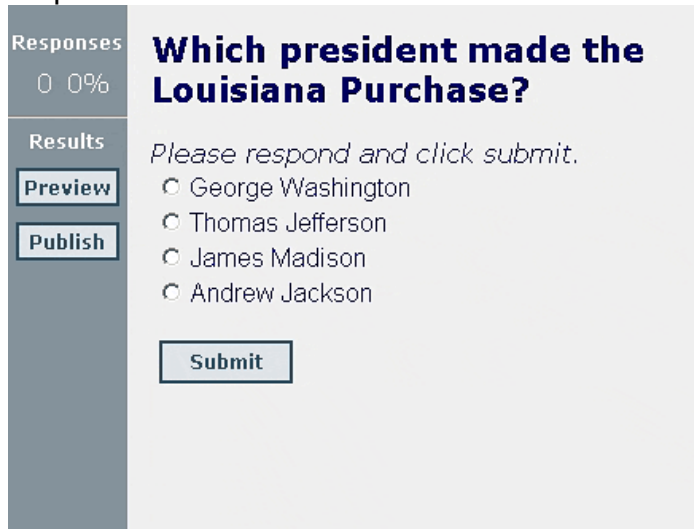 Responses
0 0%
Results
Preview
Publish
Which president made the
Louisiana Purchase?
Please respond and click submit.
George Washington
Thomas Jefferson
James Madison
Andrew Jackson
Submit